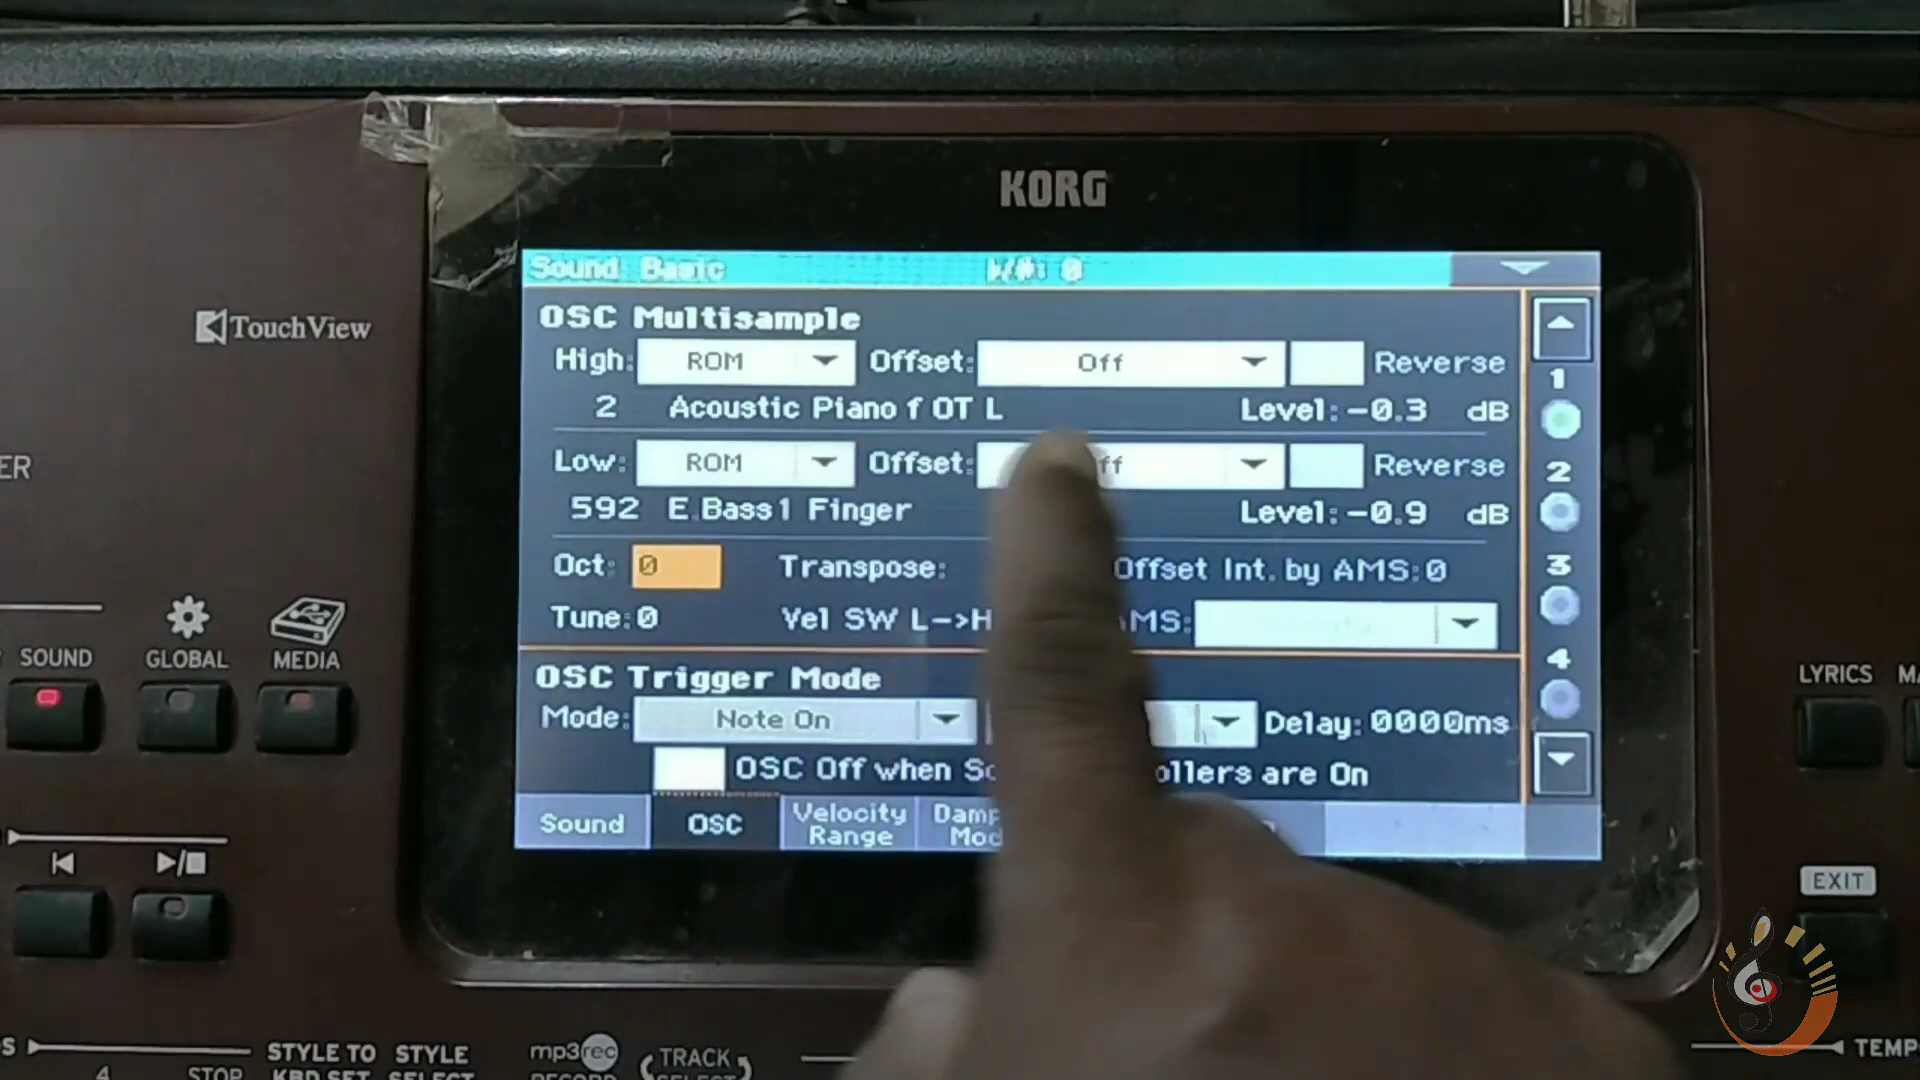 KORG
TouchView
Sound: Basic
OSC Multisample
High: ROM Offset: Off Reverse
2 Acoustic Piano f OT L Level:-0.3 dB
Low: ROM Offset: Reverse
592 E.Bass1 Finger Level:-0.9 dB
Oct: 0 Transpose: Offset Int. by AMS:0
Tune:0 Vel SW L->H
OSC Trigger Mode
Mode: Note On Delay: 0000ms
OSC Off when are On
Sound OSC Velocity Range
1
2
3
4
SOUND GLOBAL MEDIA
LYRICS
EXIT
STYLE TO STYLE
mp3rec
TRACK
4 STOP